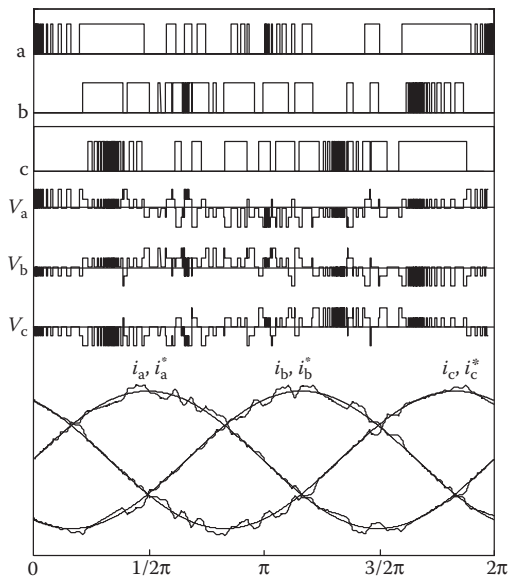 a
b
c
Va
Vb
Vc
ia, ia*
ib, ib*
ic, ic*
0
1/2π
π
3/2π
2π